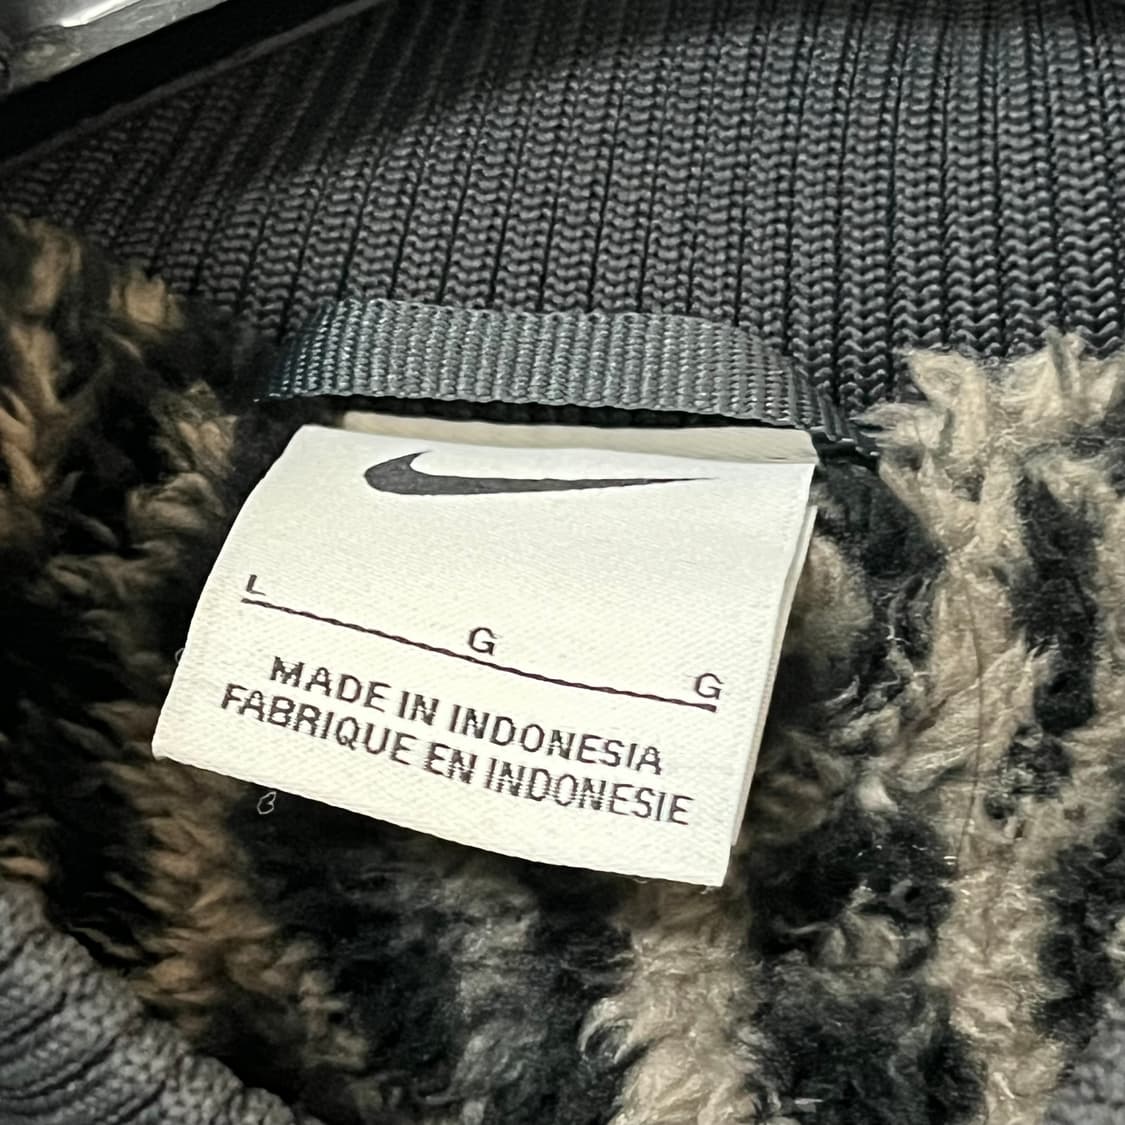 L G G
MADE IN INDONESIA
FABRIQUE EN INDONESIE